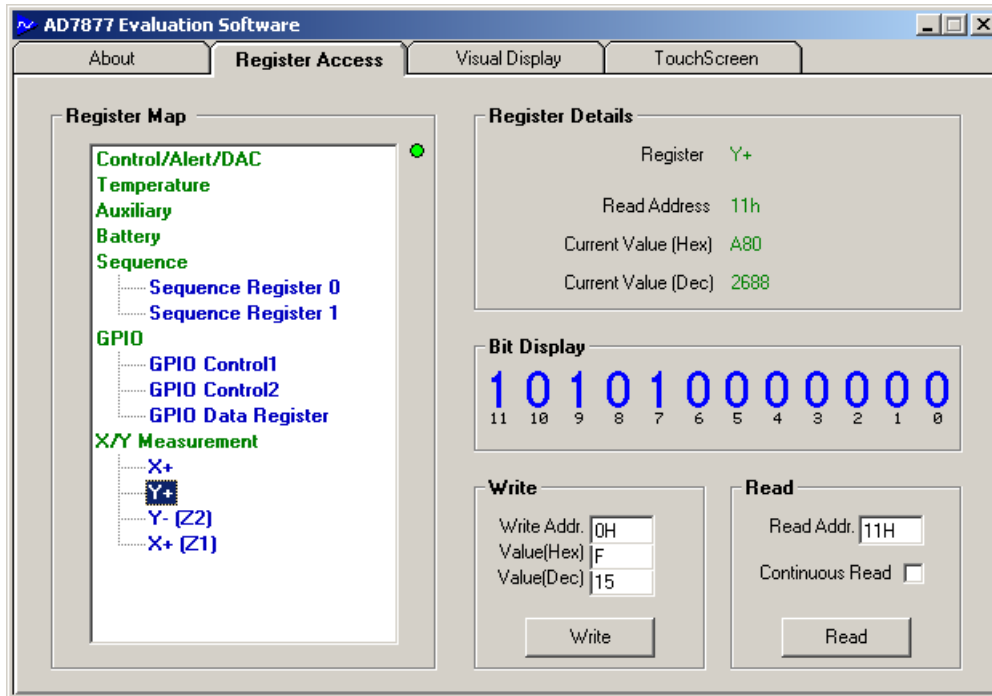 AD7877 Evaluation Software
About Register Access Visual Display TouchScreen
Register Map
Control/Alert/DAC
Temperature
Auxiliary
Battery
Sequence
Sequence Register 0
Sequence Register 1
GPIO
GPIO Control1
GPIO Control2
GPIO Data Register
X/Y Measurement
X+
Y+
Y- (Z2)
X+ (Z1)
Register Details
Register Y+
Read Address 11h
Current Value (Hex) A80
Current Value (Dec) 2688
Bit Display
1 0 1 0 1 0 0 0 0 0 0 0
11 10 9 8 7 6 5 4 3 2 1 0
Write
Write Addr. 0H
Value(Hex) F
Value(Dec) 15
Write
Read
Read Addr. 11H
Continuous Read
Read